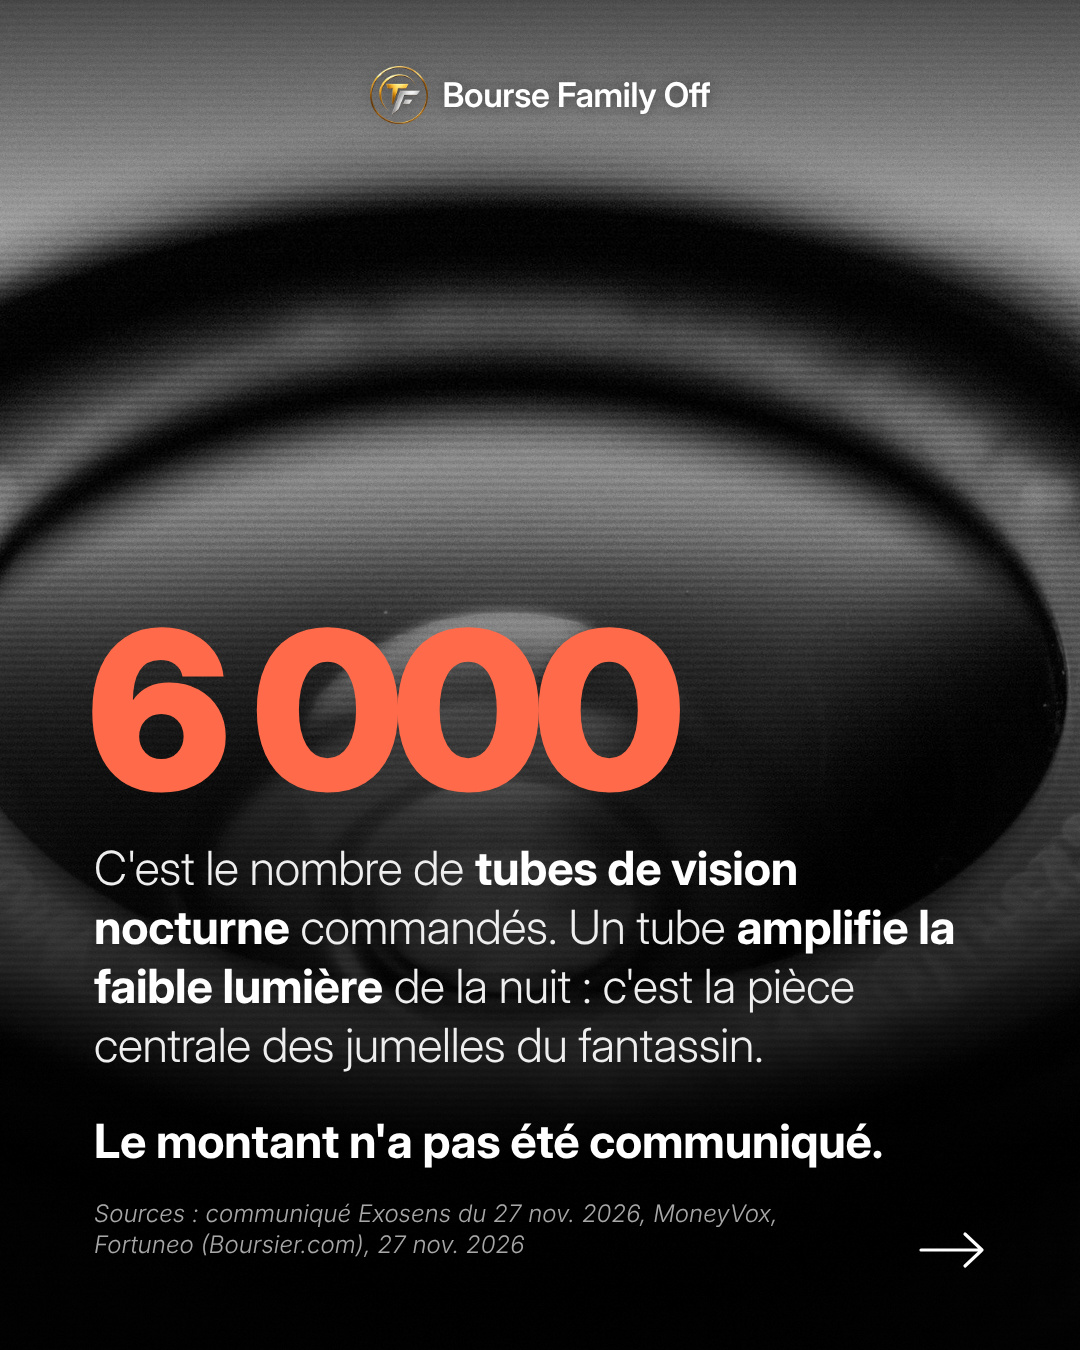 TF Bourse Family Off
6 000
C'est le nombre de tubes de vision
nocturne commandés. Un tube amplifie la
faible lumière de la nuit : c'est la pièce
centrale des jumelles du fantassin.
Le montant n'a pas été communiqué.
Sources : communiqué Exosens du 27 nov. 2026, MoneyVox,
Fortuneo (Boursier.com), 27 nov. 2026